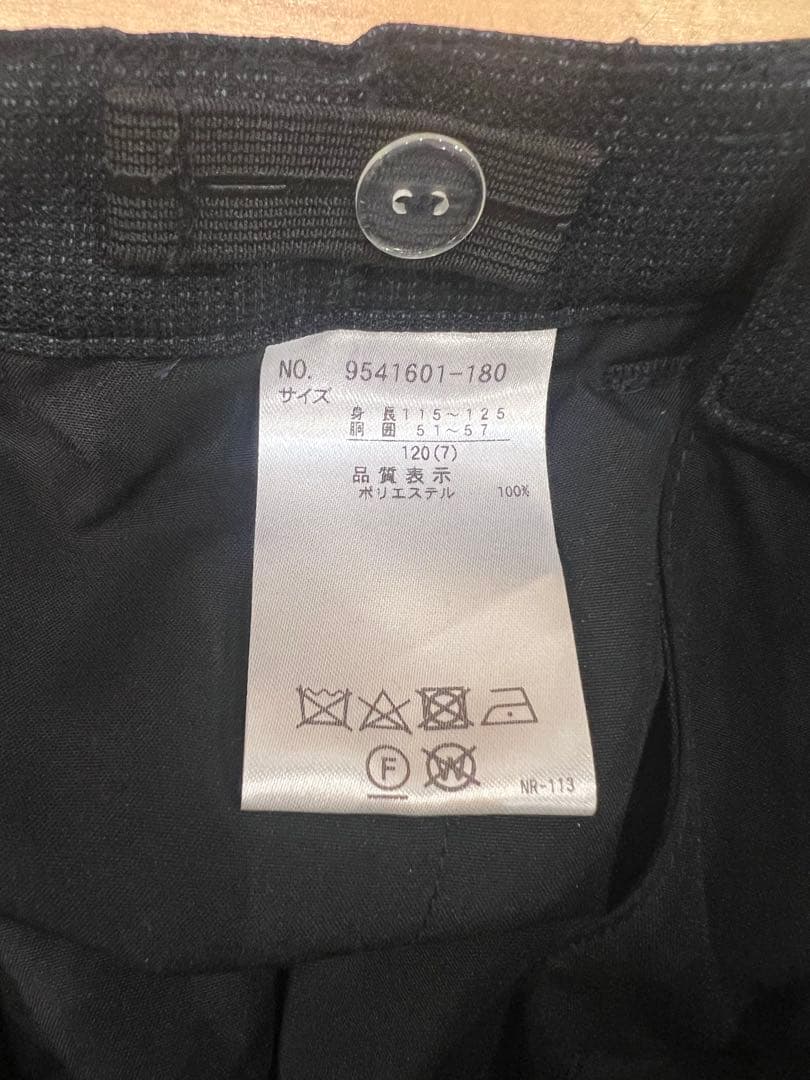 NO. 9541601-180
サイズ
身長115～125
胴囲 51～57
120(7)
品質表示
ポリエステル 100%
F
W
NR-113